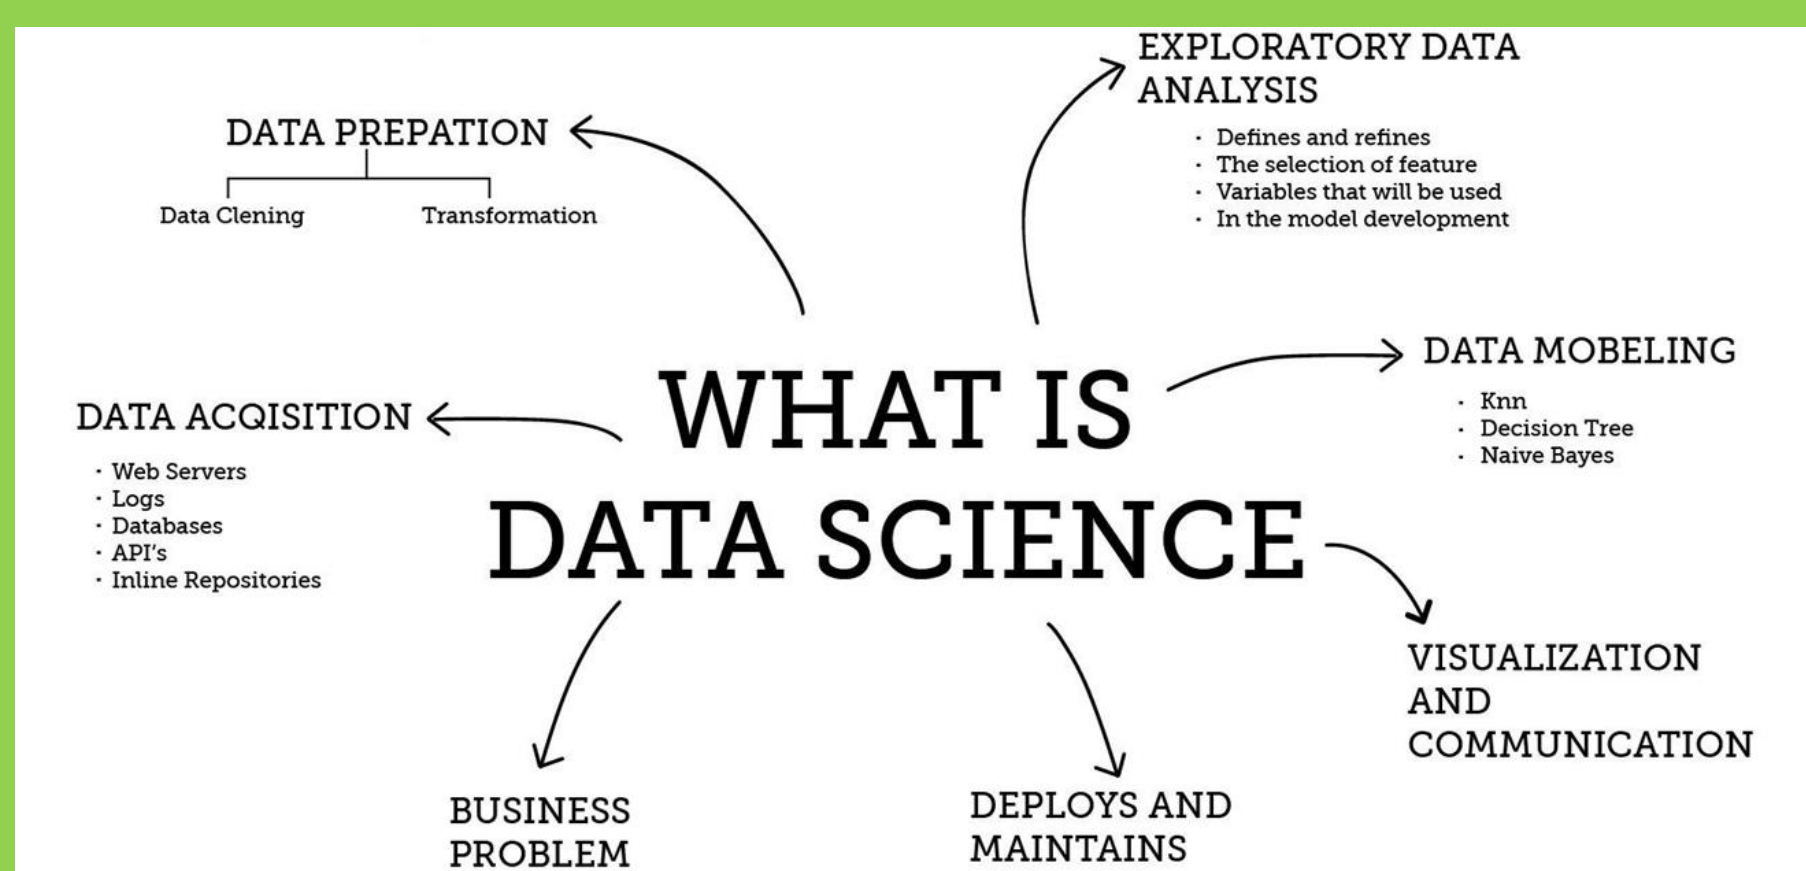 EXPLORATORY DATA
ANALYSIS
· Defines and refines
· The selection of feature
· Variables that will be used
· In the model development
DATA PREPATION
Data Clening
Transformation
WHAT IS
DATA SCIENCE
DATA MOBELING
· Knn
· Decision Tree
· Naive Bayes
DATA ACQISITION
· Web Servers
· Logs
· Databases
· API's
· Inline Repositories
VISUALIZATION
AND
COMMUNICATION
BUSINESS
PROBLEM
DEPLOYS AND
MAINTAINS